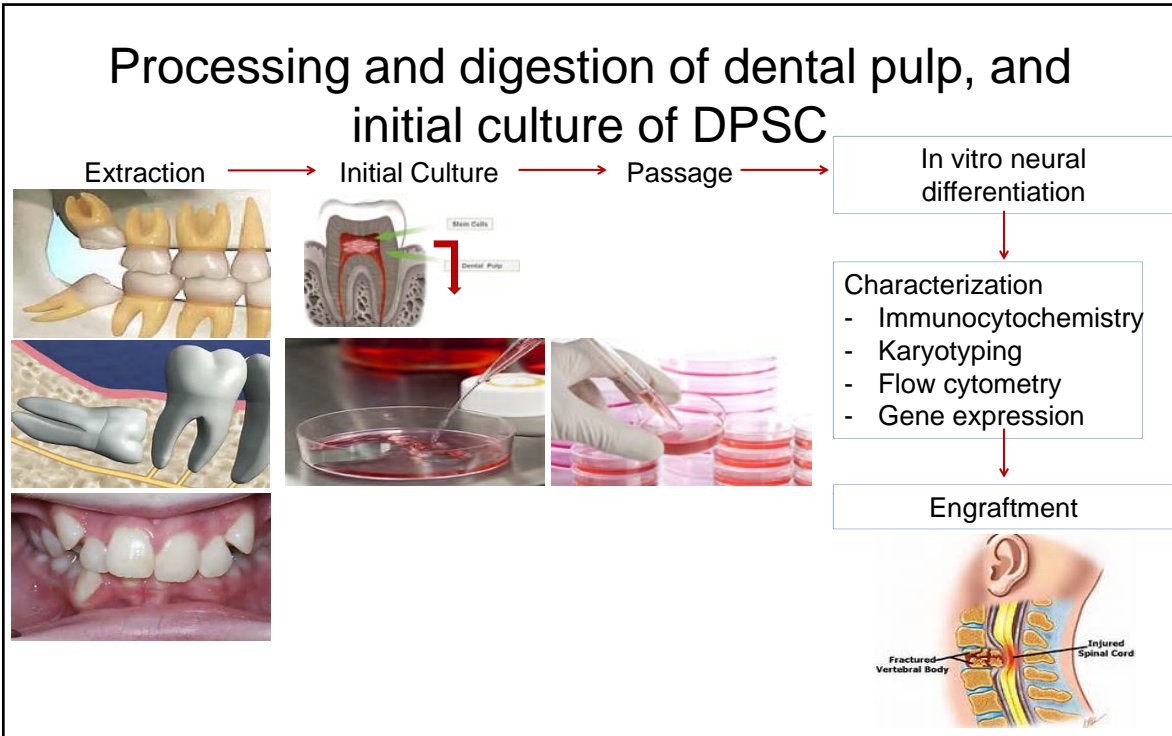 Processing and digestion of dental pulp, and
initial culture of DPSC
Extraction
Initial Culture
Passage
In vitro neural
differentiation
Stem Cells
Dental Pulp
Characterization
- Immunocytochemistry
- Karyotyping
- Flow cytometry
- Gene expression
Engraftment
Fractured
Vertebral Body
Injured
Spinal Cord